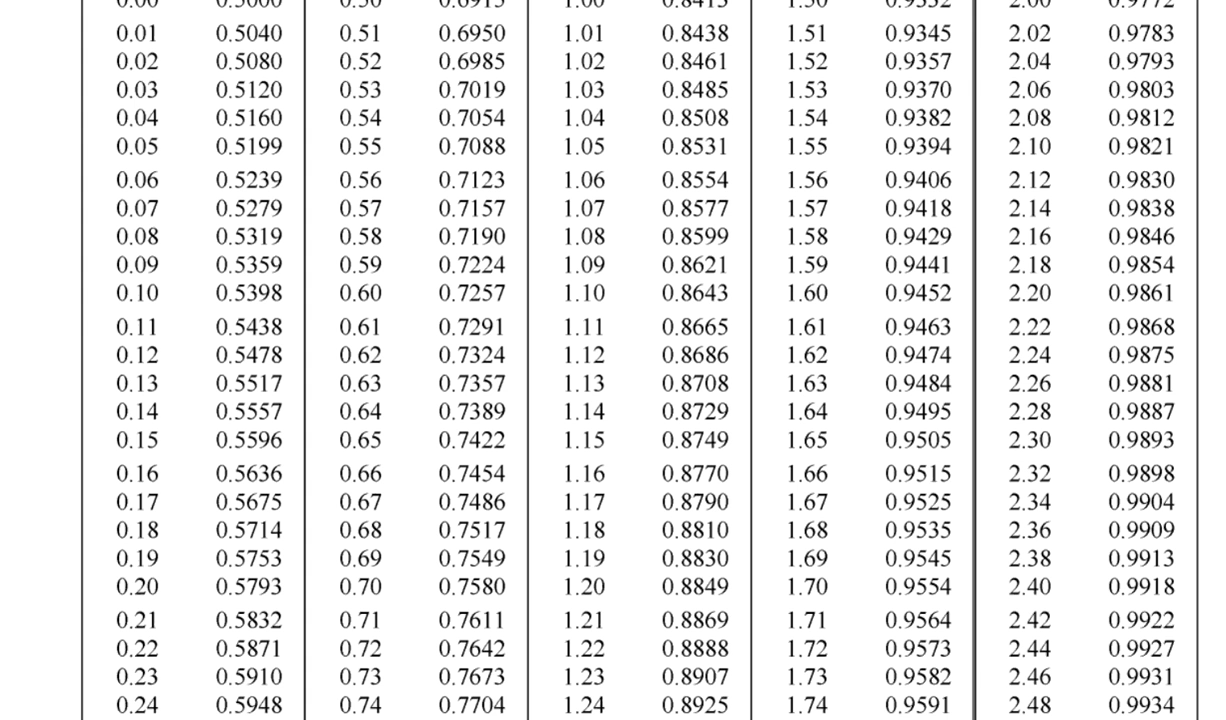 0.00 0.5000 0.50 0.6915 1.00 0.8413 1.50 0.9332 2.00 0.9772
0.01 0.5040 0.51 0.6950 1.01 0.8438 1.51 0.9345 2.02 0.9783
0.02 0.5080 0.52 0.6985 1.02 0.8461 1.52 0.9357 2.04 0.9793
0.03 0.5120 0.53 0.7019 1.03 0.8485 1.53 0.9370 2.06 0.9803
0.04 0.5160 0.54 0.7054 1.04 0.8508 1.54 0.9382 2.08 0.9812
0.05 0.5199 0.55 0.7088 1.05 0.8531 1.55 0.9394 2.10 0.9821
0.06 0.5239 0.56 0.7123 1.06 0.8554 1.56 0.9406 2.12 0.9830
0.07 0.5279 0.57 0.7157 1.07 0.8577 1.57 0.9418 2.14 0.9838
0.08 0.5319 0.58 0.7190 1.08 0.8599 1.58 0.9429 2.16 0.9846
0.09 0.5359 0.59 0.7224 1.09 0.8621 1.59 0.9441 2.18 0.9854
0.10 0.5398 0.60 0.7257 1.10 0.8643 1.60 0.9452 2.20 0.9861
0.11 0.5438 0.61 0.7291 1.11 0.8665 1.61 0.9463 2.22 0.9868
0.12 0.5478 0.62 0.7324 1.12 0.8686 1.62 0.9474 2.24 0.9875
0.13 0.5517 0.63 0.7357 1.13 0.8708 1.63 0.9484 2.26 0.9881
0.14 0.5557 0.64 0.7389 1.14 0.8729 1.64 0.9495 2.28 0.9887
0.15 0.5596 0.65 0.7422 1.15 0.8749 1.65 0.9505 2.30 0.9893
0.16 0.5636 0.66 0.7454 1.16 0.8770 1.66 0.9515 2.32 0.9898
0.17 0.5675 0.67 0.7486 1.17 0.8790 1.67 0.9525 2.34 0.9904
0.18 0.5714 0.68 0.7517 1.18 0.8810 1.68 0.9535 2.36 0.9909
0.19 0.5753 0.69 0.7549 1.19 0.8830 1.69 0.9545 2.38 0.9913
0.20 0.5793 0.70 0.7580 1.20 0.8849 1.70 0.9554 2.40 0.9918
0.21 0.5832 0.71 0.7611 1.21 0.8869 1.71 0.9564 2.42 0.9922
0.22 0.5871 0.72 0.7642 1.22 0.8888 1.72 0.9573 2.44 0.9927
0.23 0.5910 0.73 0.7673 1.23 0.8907 1.73 0.9582 2.46 0.9931
0.24 0.5948 0.74 0.7704 1.24 0.8925 1.74 0.9591 2.48 0.9934